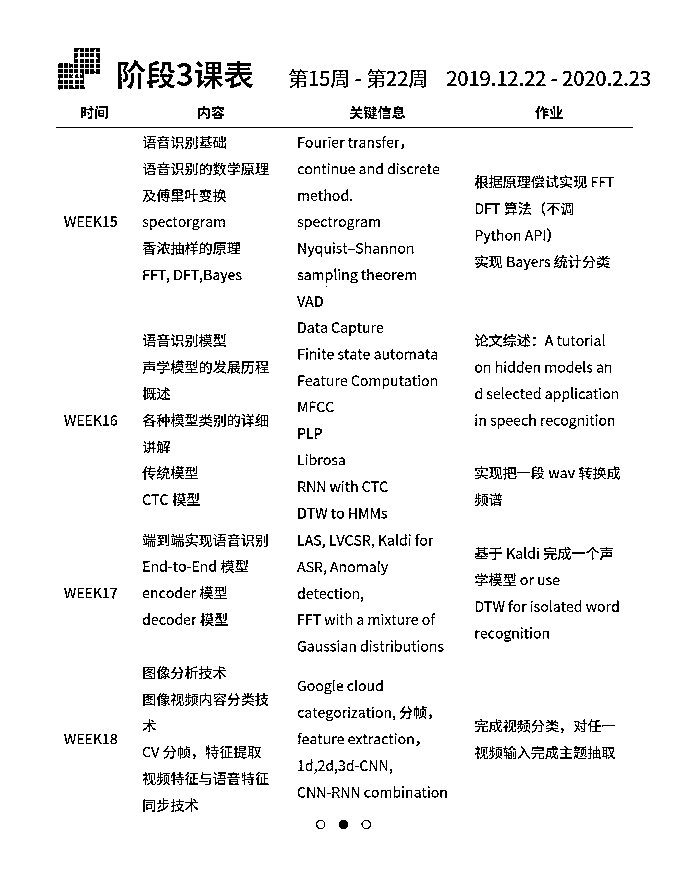 阶段3课表 第15周 - 第22周 2019.12.22 - 2020.2.23
时间 内容 关键信息 作业
WEEK15
语音识别基础
语音识别的数学原理
及傅里叶变换
spectorgram
香浓抽样的原理
FFT, DFT,Bayes
Fourier transfer，
continue and discrete
method.
spectrogram
Nyquist–Shannon
sampling theorem
VAD
根据原理偿试实现 FFT
DFT 算法（不调
Python API）
实现 Bayers 统计分类
WEEK16
语音识别模型
声学模型的发展历程
概述
各种模型类别的详细
讲解
传统模型
CTC 模型
Data Capture
Finite state automata
Feature Computation
MFCC
PLP
Librosa
RNN with CTC
DTW to HMMs
论文综述：A tutorial
on hidden models an
d selected application
in speech recognition
实现把一段 wav 转换成
频谱
WEEK17
端到端实现语音识别
End-to-End 模型
encoder 模型
decoder 模型
LAS, LVCSR, Kaldi for
ASR, Anomaly
detection,
FFT with a mixture of
Gaussian distributions
基于 Kaldi 完成一个声
学模型 or use
DTW for isolated word
recognition
WEEK18
图像分析技术
图像视频内容分类技
术
CV 分帧，特征提取
视频特征与语音特征
同步技术
Google cloud
categorization, 分帧，
feature extraction，
1d,2d,3d-CNN,
CNN-RNN combination
完成视频分类，对任一
视频输入完成主题抽取